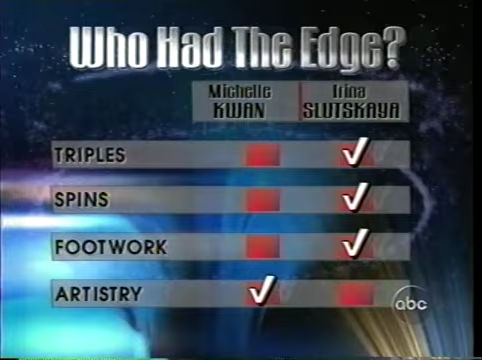 Who Had The Edge?
Michelle KWAN
Irina SLUTSKAYA
TRIPLES
SPINS
FOOTWORK
ARTISTRY
abc